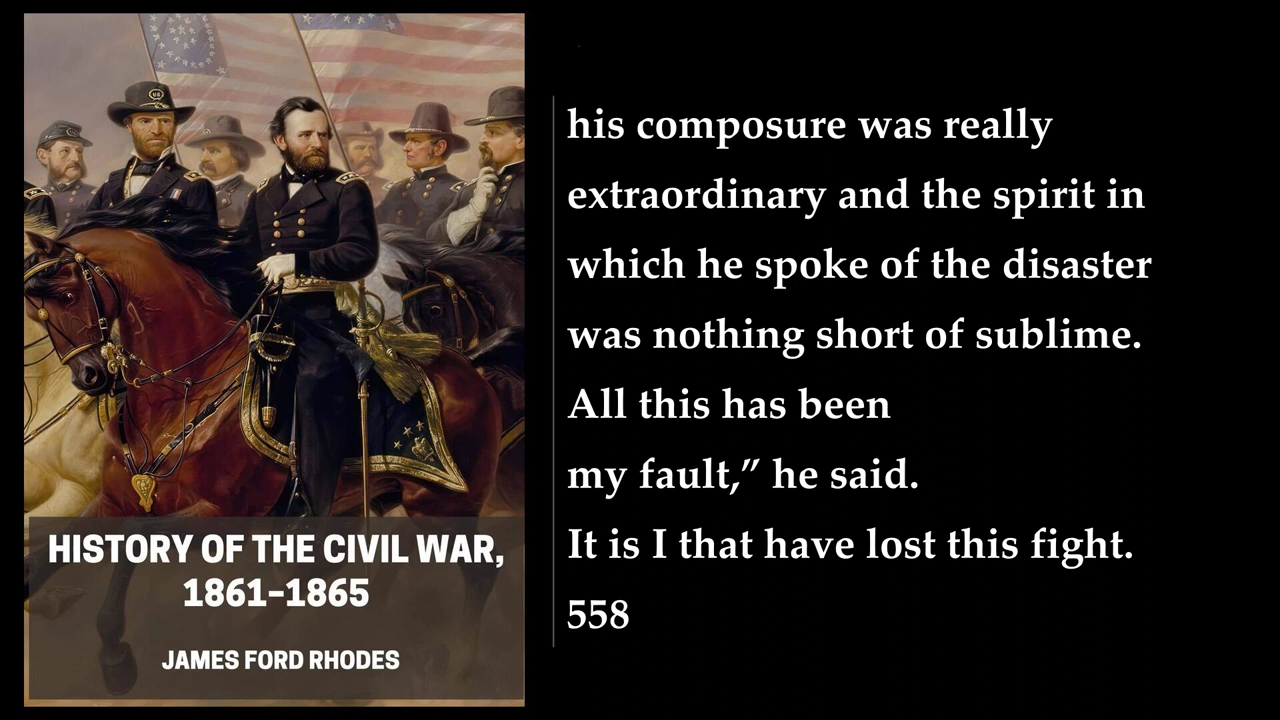 HISTORY OF THE CIVIL WAR,
1861–1865
JAMES FORD RHODES
his composure was really
extraordinary and the spirit in
which he spoke of the disaster
was nothing short of sublime.
All this has been
my fault,” he said.
It is I that have lost this fight.
558